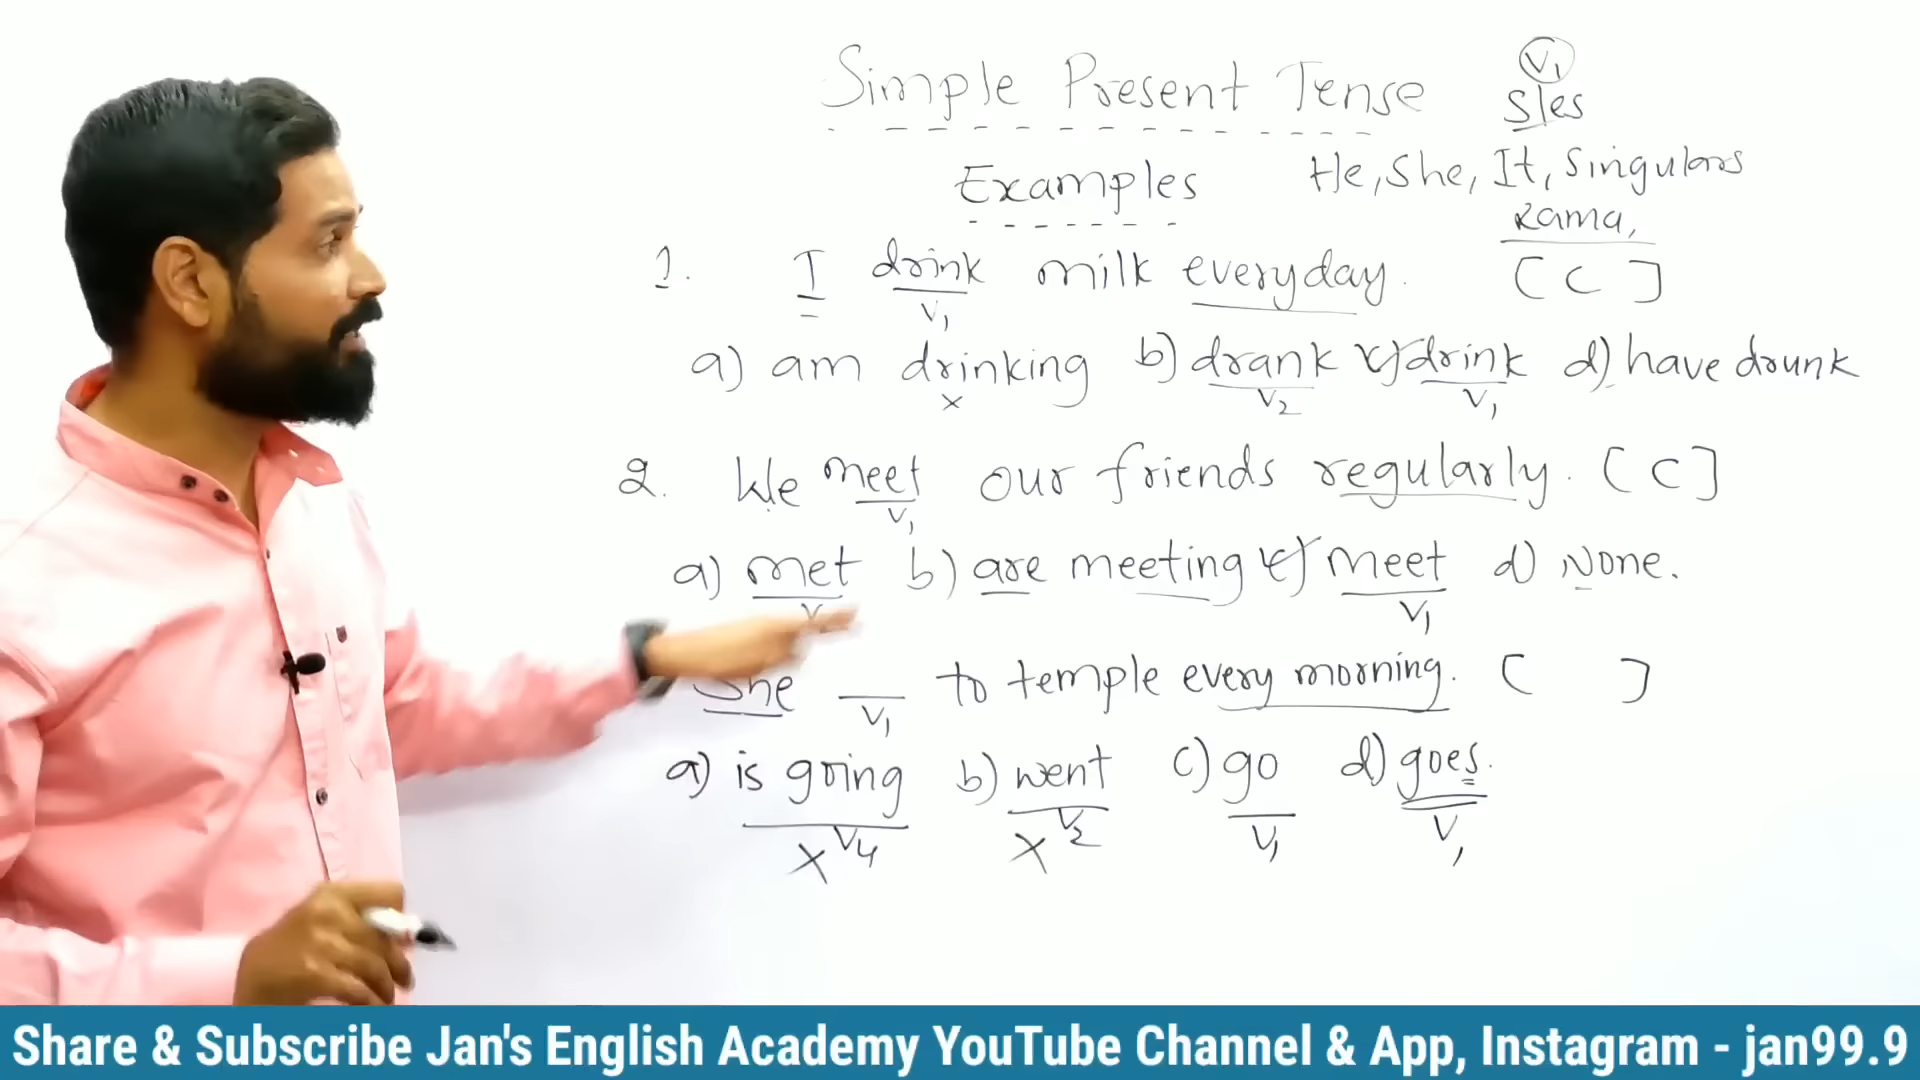 Simple Present Tense
V1
S/es
Examples
He, She, It, Singulars
Rama,
1. I drink milk everyday. [ C ]
V1
a) am drinking b) drank c) drink d) have drunk
x V2 V1
2. We meet our friends regularly. [ C ]
V1
a) met b) are meeting c) meet d) None.
V1
She __ to temple every morning. [ ]
V1
a) is going b) went c) go d) goes.
x V4 x V2 V1 V1
Share & Subscribe Jan's English Academy YouTube Channel & App, Instagram - jan99.9